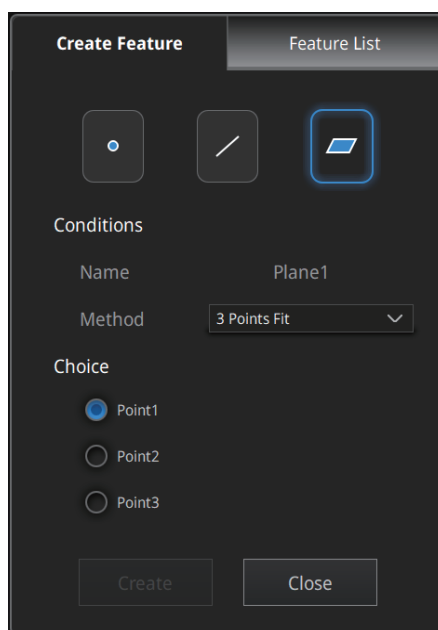 Create Feature Feature List
Conditions
Name Plane1
Method 3 Points Fit
Choice
Point1
Point2
Point3
Create Close